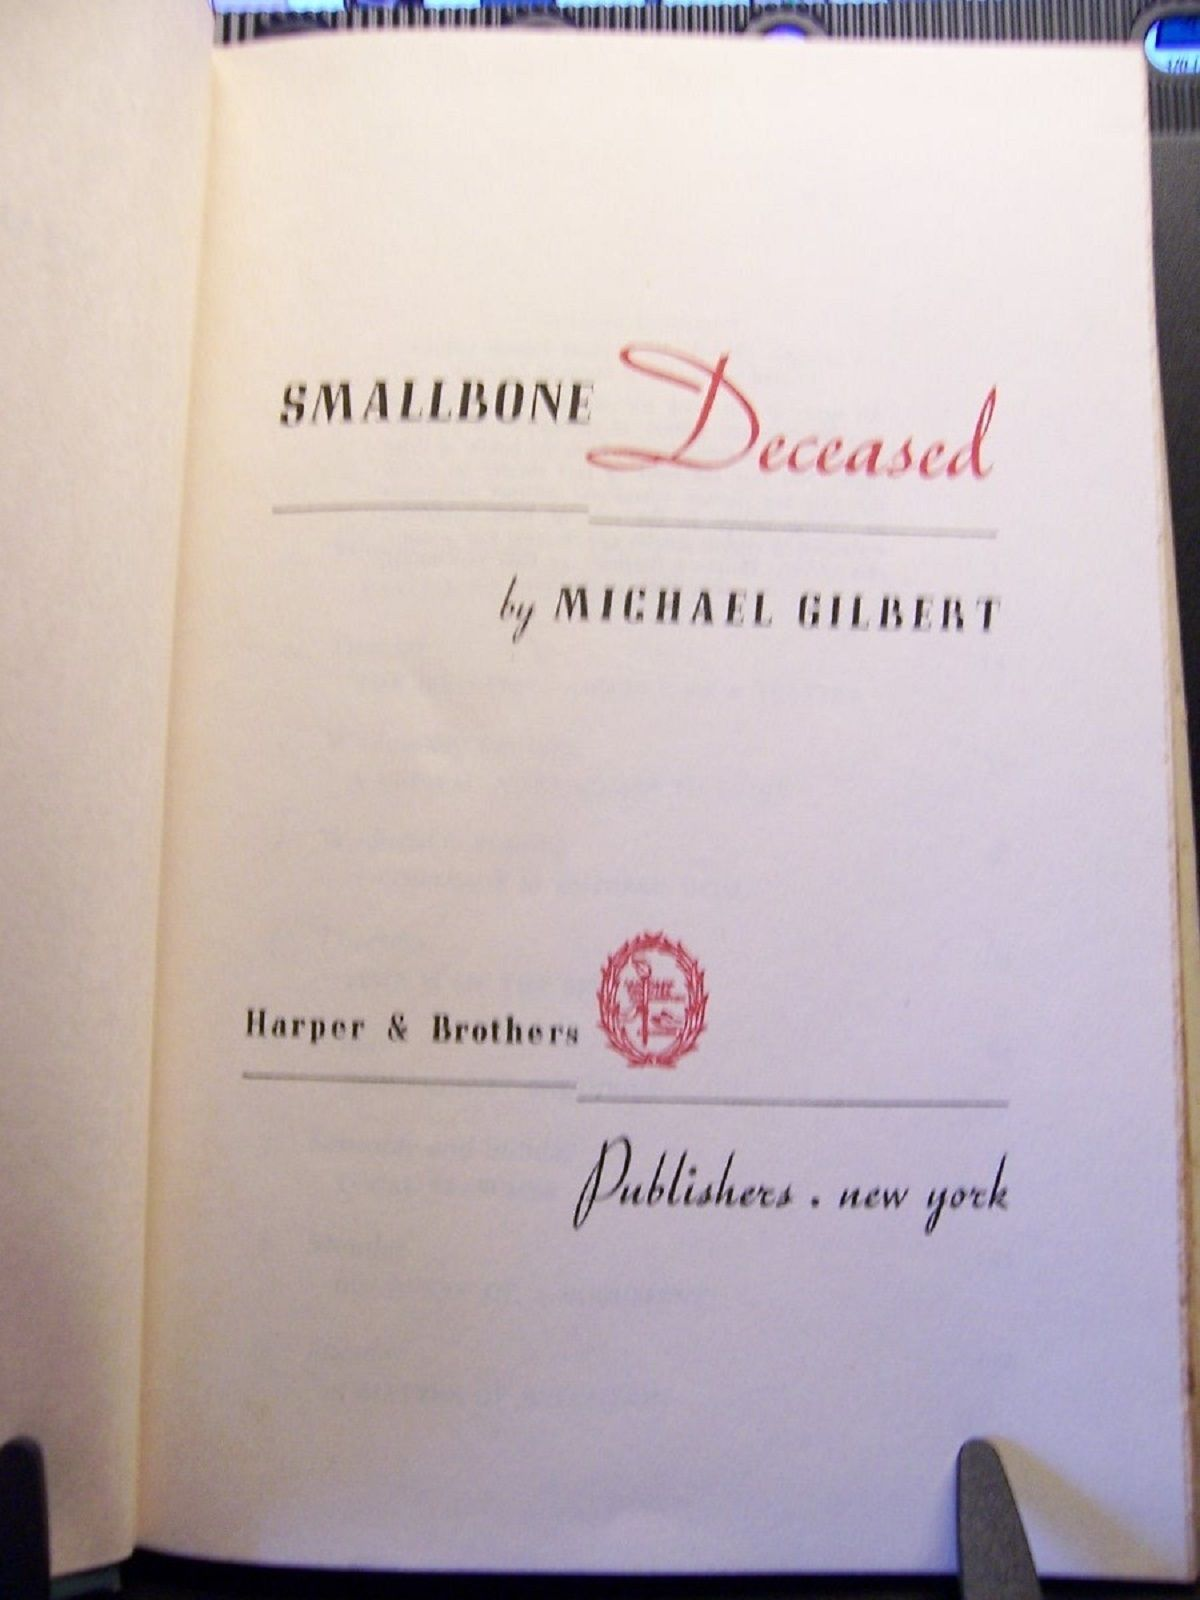 SMALLBONE Deceased
by MICHAEL GILBERT
Harper & Brothers
Publishers . new york